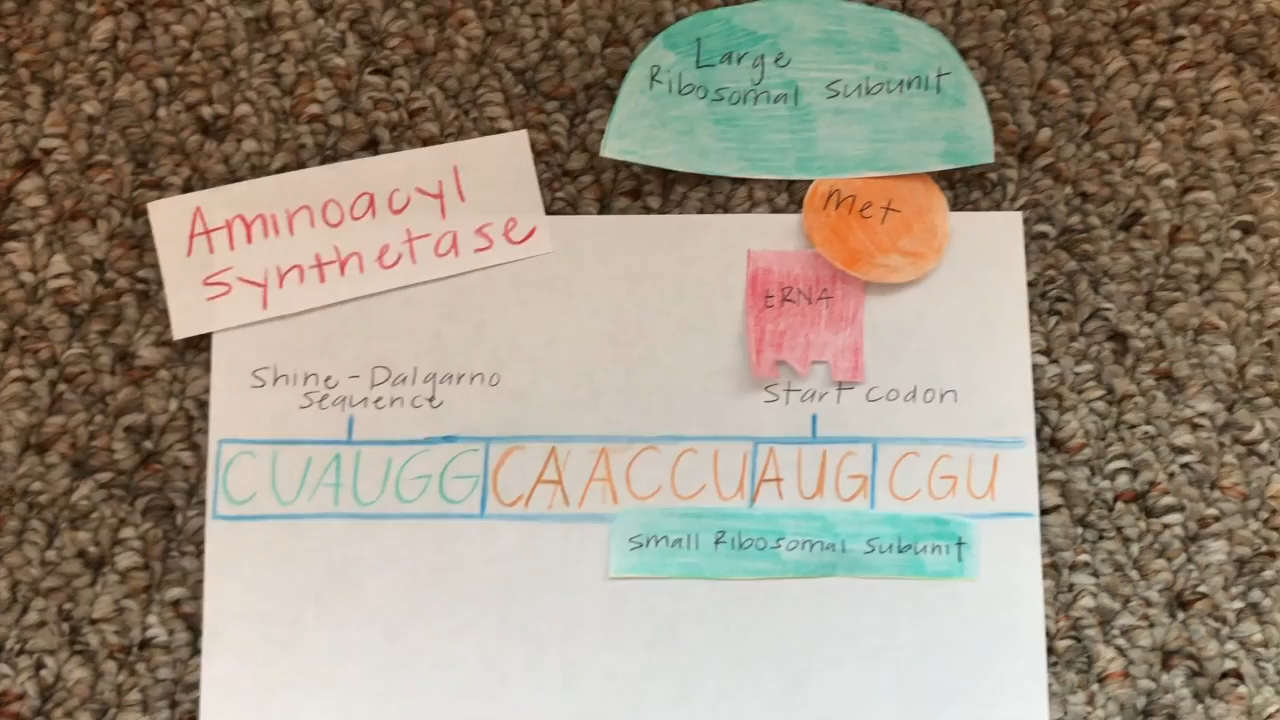 Large
Ribosomal Subunit
Aminoacyl
Synthetase
Met
tRNA
Shine-Dalgarno
Sequence
Start Codon
CUAUGG CAACCU AUG CGU
Small Ribosomal Subunit